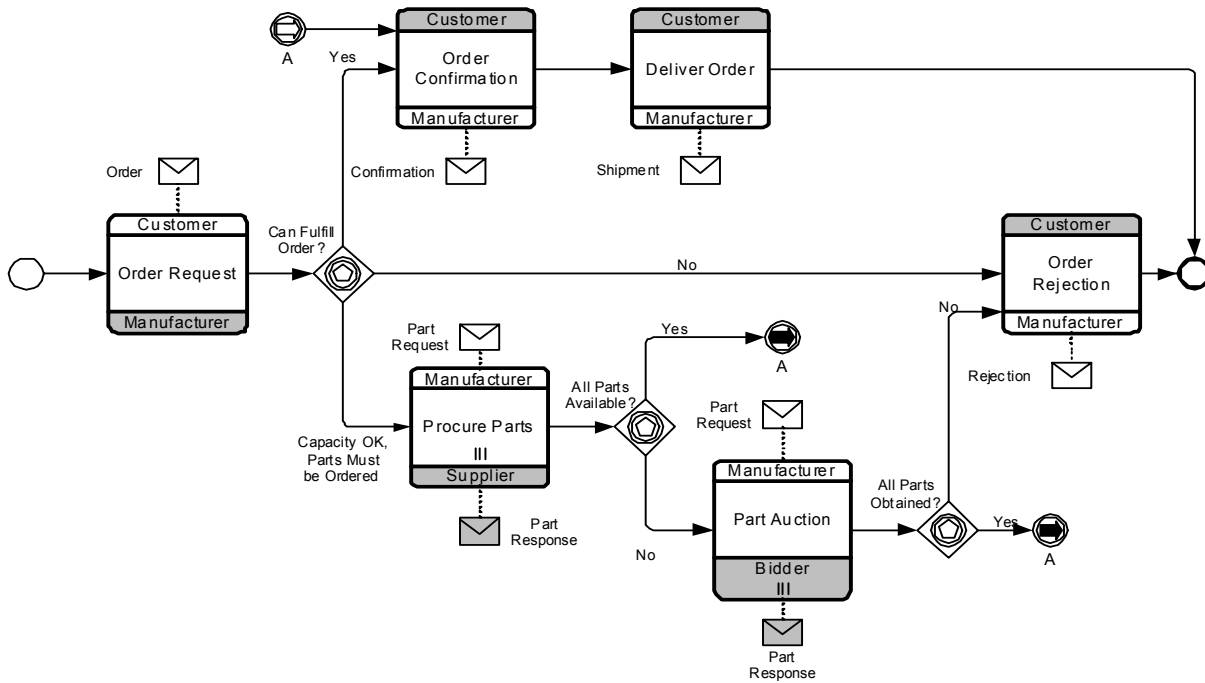 Customer
Order
Confirmation
Manufacturer
Confirmation
A
Yes
Customer
Deliver Order
Manufacturer
Shipment
Order
Customer
Order Request
Manufacturer
Can Fulfill
Order?
No
Customer
Order
Rejection
Manufacturer
Rejection
Part
Request
Manufacturer
Procure Parts
Supplier
Part
Response
Capacity OK,
Parts Must
be Ordered
All Parts
Available?
Yes
A
No
Part
Request
Manufacturer
Part Auction
Bidder
Part
Response
All Parts
Obtained?
No
Yes
A